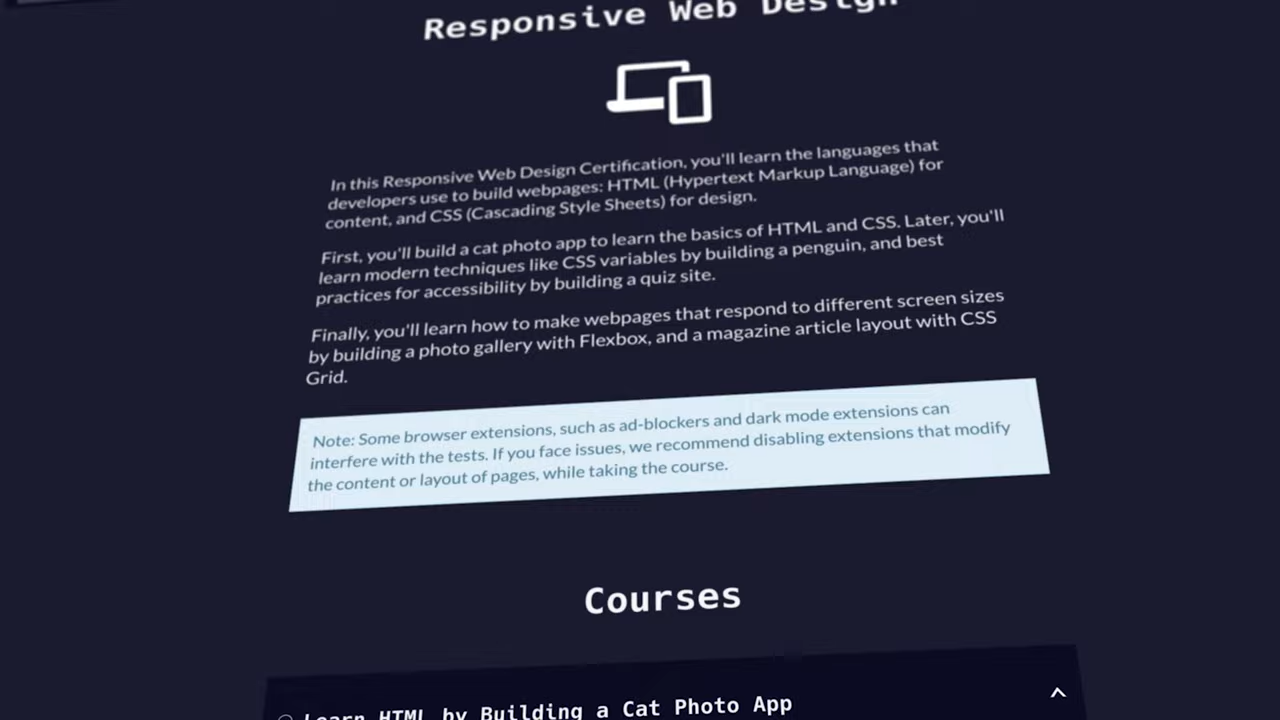 Responsive Web Design
In this Responsive Web Design Certification, you'll learn the languages that
developers use to build webpages: HTML (Hypertext Markup Language) for
content, and CSS (Cascading Style Sheets) for design.
First, you'll build a cat photo app to learn the basics of HTML and CSS. Later, you'll
learn modern techniques like CSS variables by building a penguin, and best
practices for accessibility by building a quiz site.
Finally, you'll learn how to make webpages that respond to different screen sizes
by building a photo gallery with Flexbox, and a magazine article layout with CSS
Grid.
Note: Some browser extensions, such as ad-blockers and dark mode extensions can
interfere with the tests. If you face issues, we recommend disabling extensions that modify
the content or layout of pages, while taking the course.
Courses
Learn HTML by Building a Cat Photo App